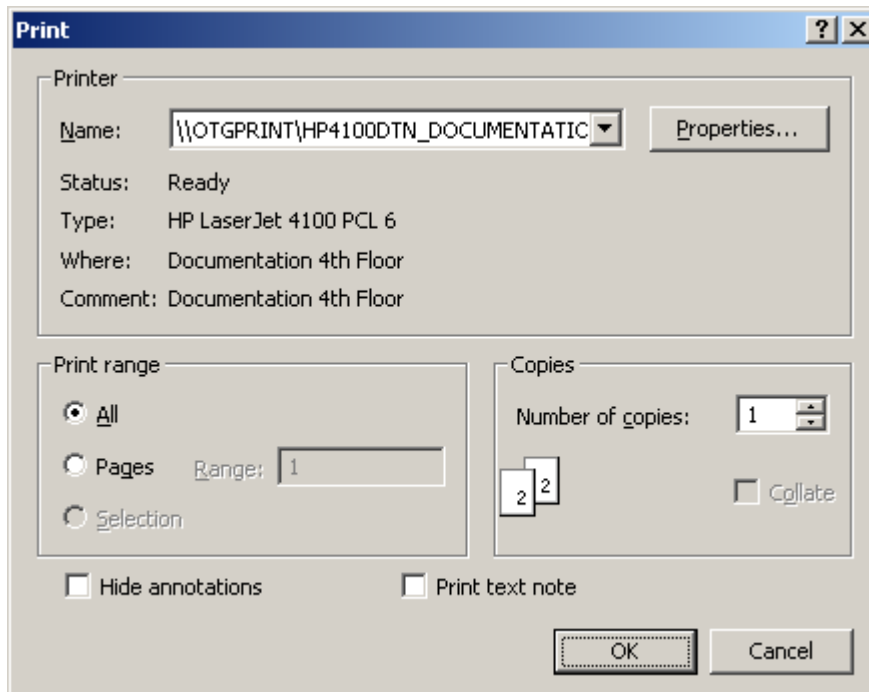 Print
Printer
Name: \\OTGPRINT\HP4100DTN_DOCUMENTATIC Properties...
Status: Ready
Type: HP LaserJet 4100 PCL 6
Where: Documentation 4th Floor
Comment: Documentation 4th Floor
Print range Copies
All Number of copies: 1
Pages Range: 1
2 2 Collate
Selection
Hide annotations Print text note
OK Cancel